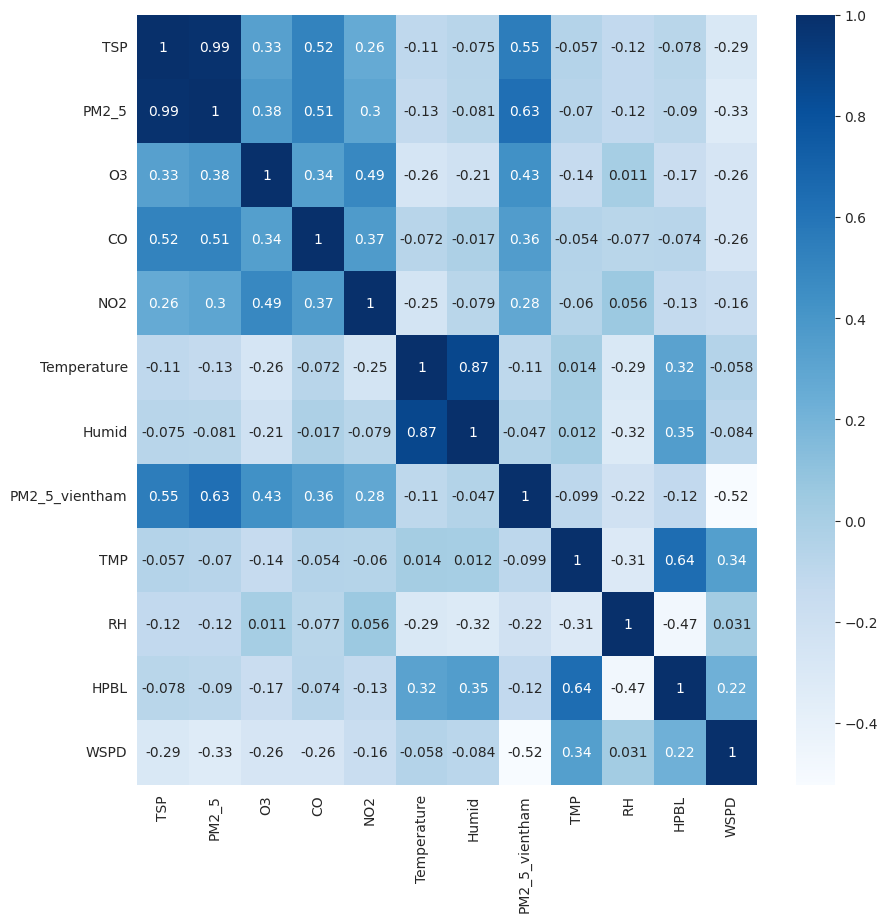 TSP 1 0.99 0.33 0.52 0.26 -0.11 -0.075 0.55 -0.057 -0.12 -0.078 -0.29
PM2_5 0.99 1 0.38 0.51 0.3 -0.13 -0.081 0.63 -0.07 -0.12 -0.09 -0.33
O3 0.33 0.38 1 0.34 0.49 -0.26 -0.21 0.43 -0.14 0.011 -0.17 -0.26
CO 0.52 0.51 0.34 1 0.37 -0.072 -0.017 0.36 -0.054 -0.077 -0.074 -0.26
NO2 0.26 0.3 0.49 0.37 1 -0.25 -0.079 0.28 -0.06 0.056 -0.13 -0.16
Temperature -0.11 -0.13 -0.26 -0.072 -0.25 1 0.87 -0.11 0.014 -0.29 0.32 -0.058
Humid -0.075 -0.081 -0.21 -0.017 -0.079 0.87 1 -0.047 0.012 -0.32 0.35 -0.084
PM2_5_vientham 0.55 0.63 0.43 0.36 0.28 -0.11 -0.047 1 -0.099 -0.22 -0.12 -0.52
TMP -0.057 -0.07 -0.14 -0.054 -0.06 0.014 0.012 -0.099 1 -0.31 0.64 0.34
RH -0.12 -0.12 0.011 -0.077 0.056 -0.29 -0.32 -0.22 -0.31 1 -0.47 0.031
HPBL -0.078 -0.09 -0.17 -0.074 -0.13 0.32 0.35 -0.12 0.64 -0.47 1 0.22
WSPD -0.29 -0.33 -0.26 -0.26 -0.16 -0.058 -0.084 -0.52 0.34 0.031 0.22 1
TSP PM2_5 O3 CO NO2 Temperature Humid PM2_5_vientham TMP RH HPBL WSPD
1.0
0.8
0.6
0.4
0.2
0.0
−0.2
−0.4